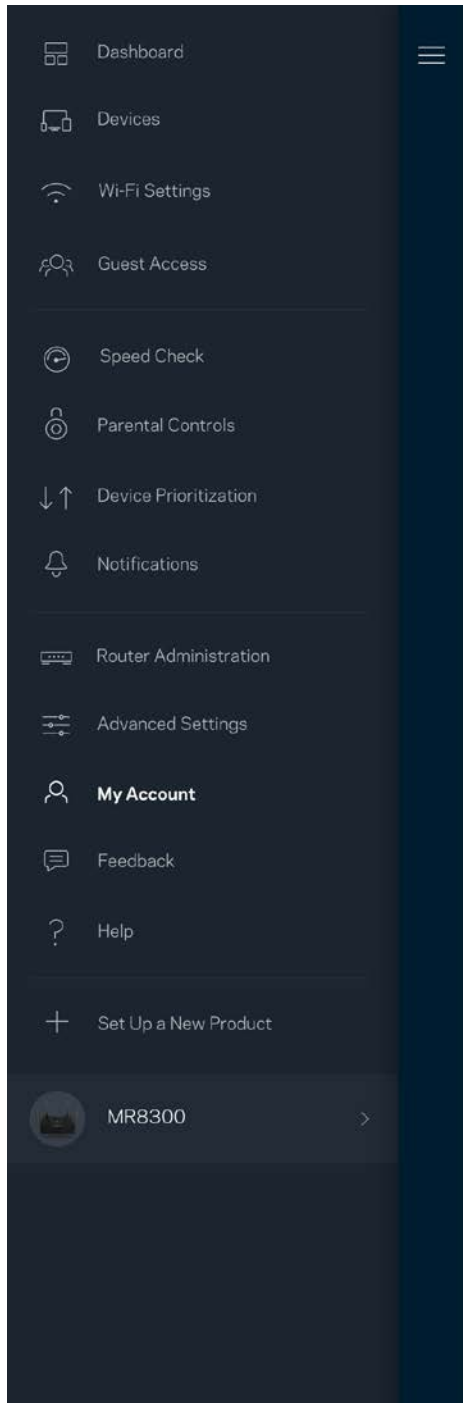 Dashboard
Devices
Wi-Fi Settings
Guest Access
Speed Check
Parental Controls
Device Prioritization
Notifications
Router Administration
Advanced Settings
My Account
Feedback
Help
Set Up a New Product
MR8300